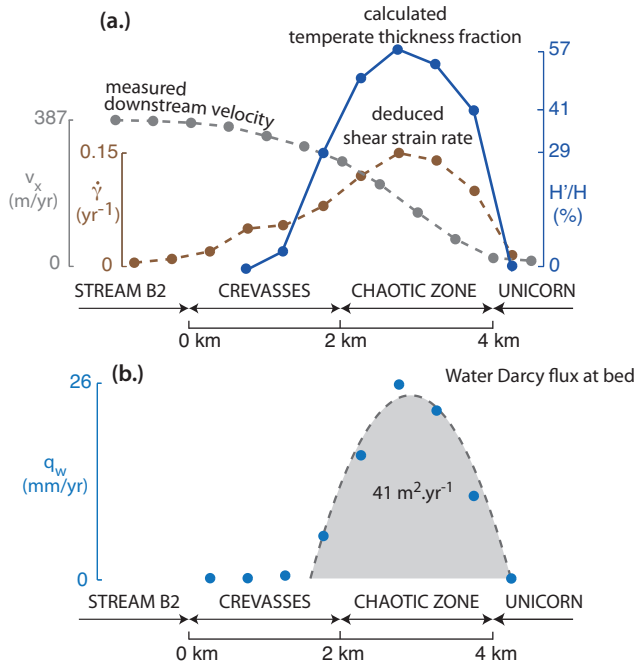 (a.)
calculated
temperate thickness fraction
measured
downstream velocity
deduced
shear strain rate
387
0
vx
(m/yr)
0.15
0
γ̇
(yr-1)
57
41
29
0
H'/H
(%)
STREAM B2 CREVASSES CHAOTIC ZONE UNICORN
0 km 2 km 4 km
(b.)
Water Darcy flux at bed
26
qw
(mm/yr)
0
41 m².yr-1
STREAM B2 CREVASSES CHAOTIC ZONE UNICORN
0 km 2 km 4 km